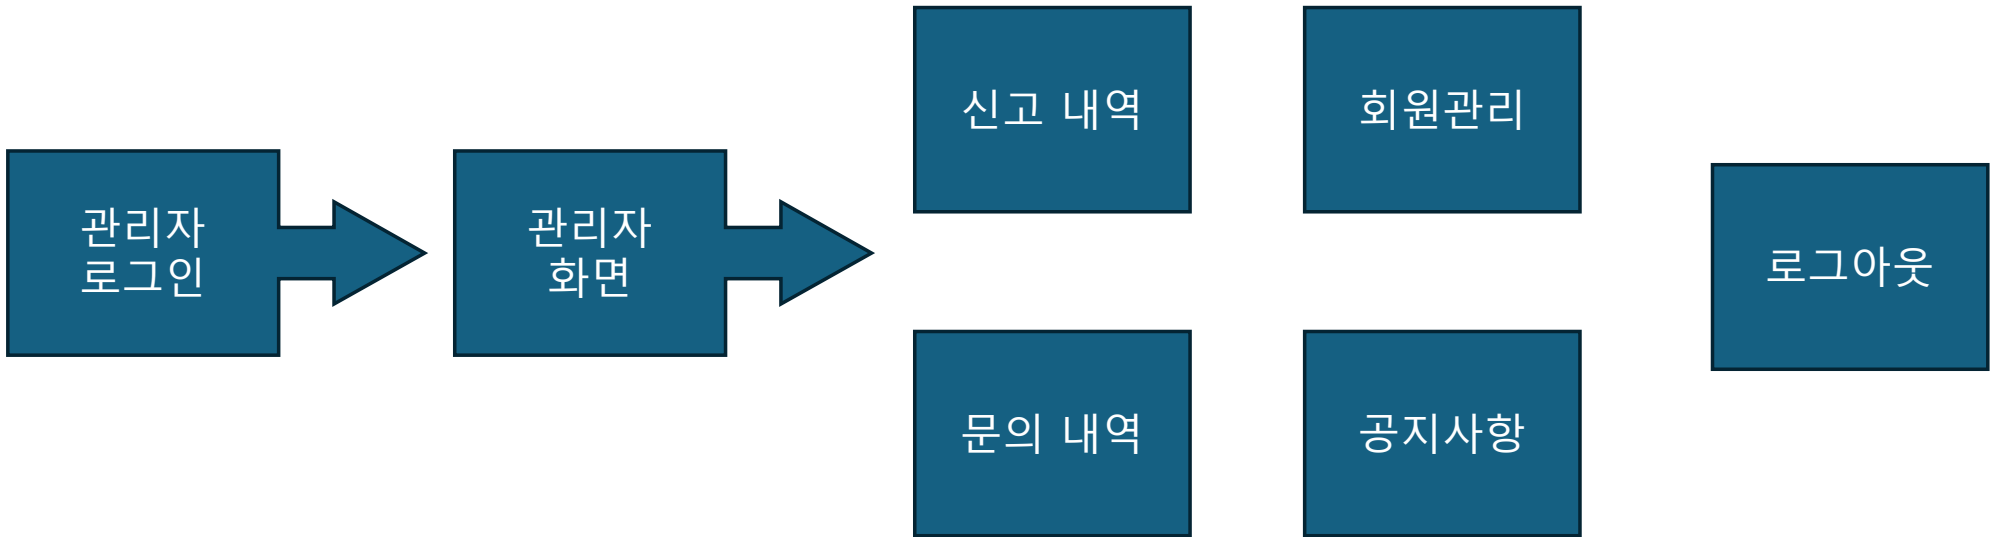 관리자
로그인
관리자
화면
신고 내역
회원관리
문의 내역
공지사항
로그아웃